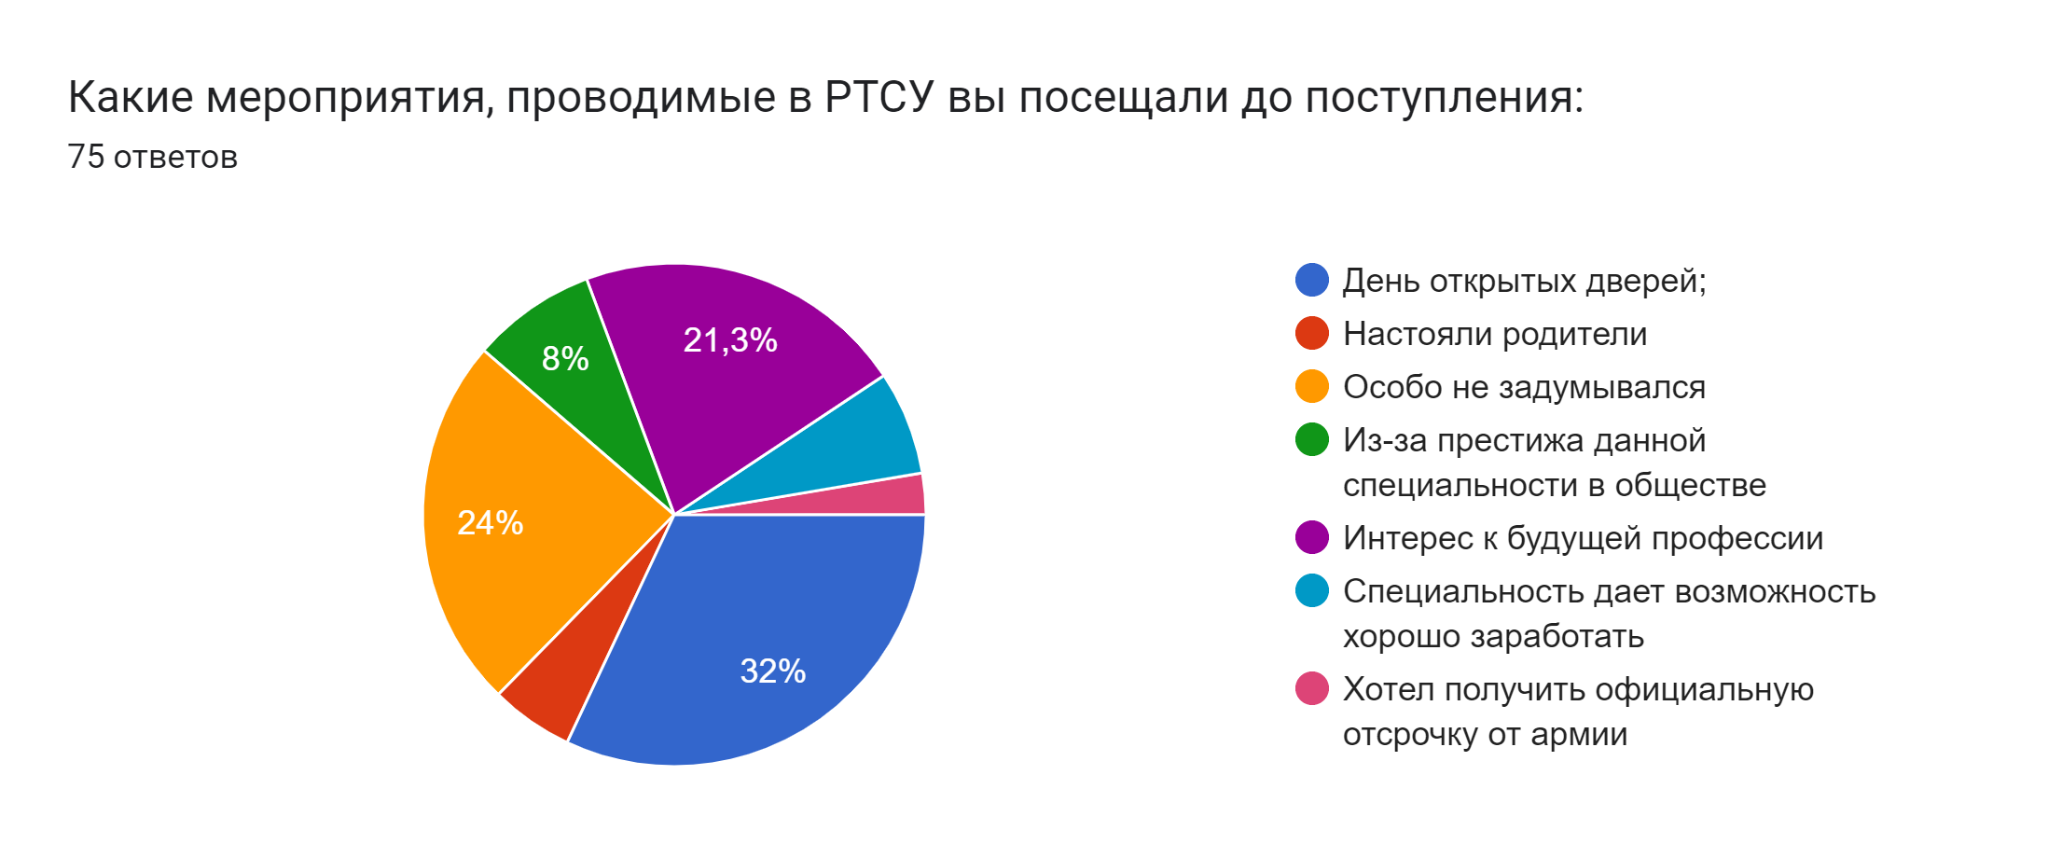 Какие мероприятия, проводимые в РТСУ вы посещали до поступления:
75 ответов
21,3%
8%
24%
32%
День открытых дверей;
Настояли родители
Особо не задумывался
Из-за престижа данной
специальности в обществе
Интерес к будущей профессии
Специальность дает возможность
хорошо заработать
Хотел получить официальную
отсрочку от армии